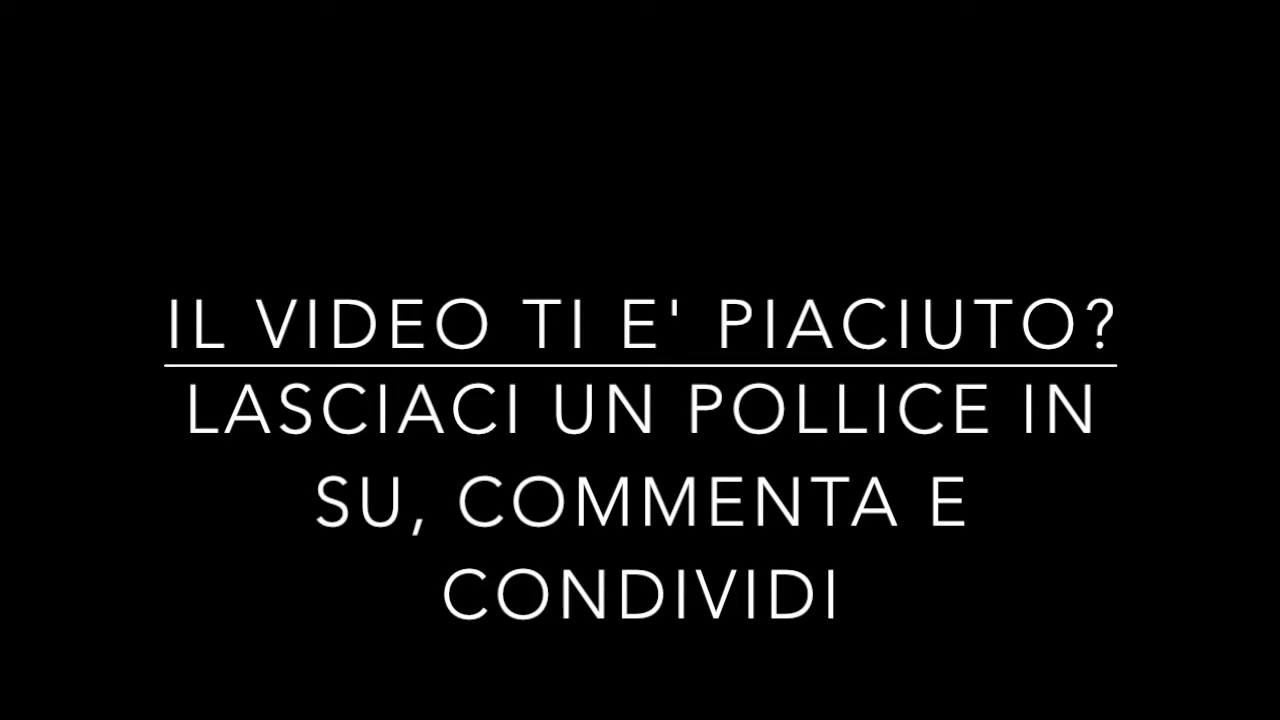 IL VIDEO TI E' PIACIUTO?
LASCIACI UN POLLICE IN
SU, COMMENTA E
CONDIVIDI